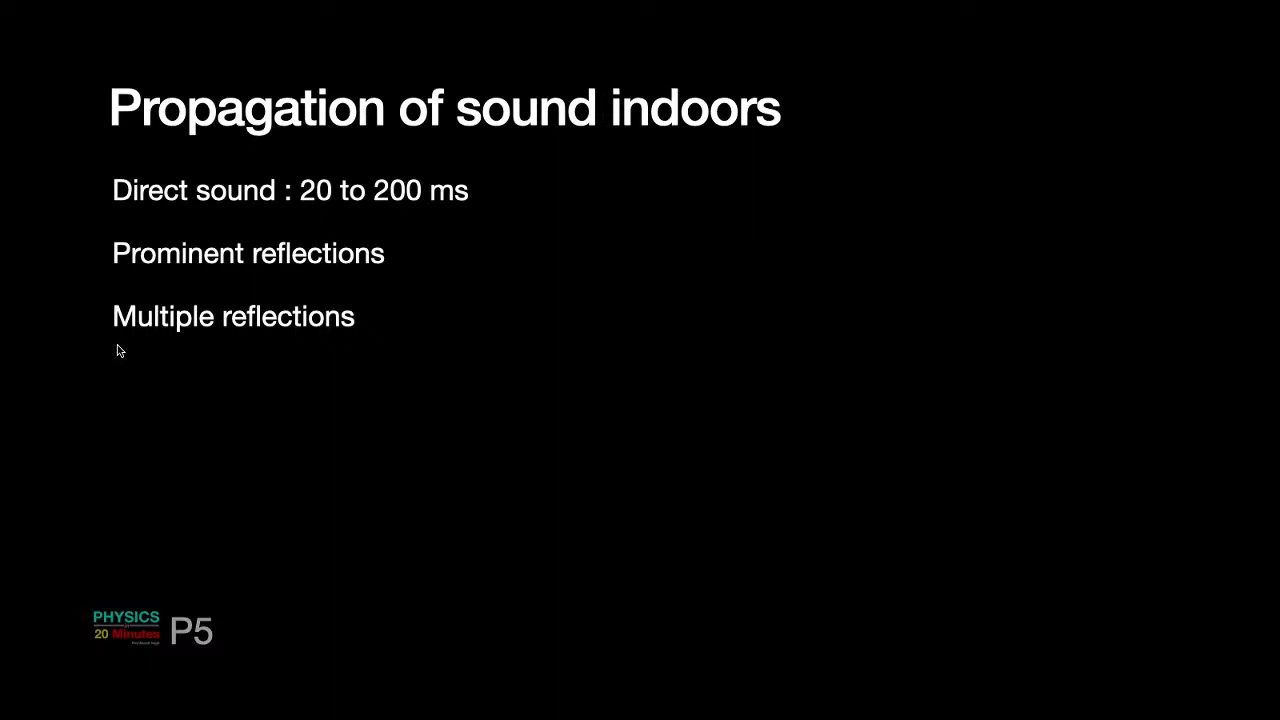 Propagation of sound indoors
Direct sound : 20 to 200 ms
Prominent reflections
Multiple reflections
PHYSICS
20 Minutes
P5